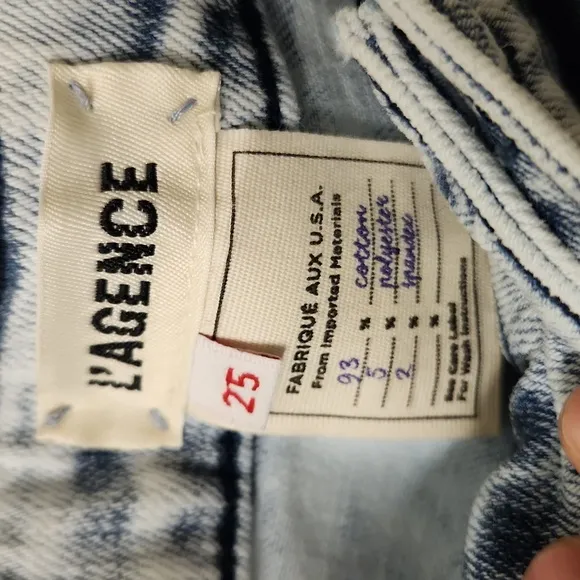 L'AGENCE
25
FABRIQUÉ AUX U.S.A.
From Imported Materials
93 % cotton
5 % polyester
2 % spandex
%
See Care Label
For Wash Instructions